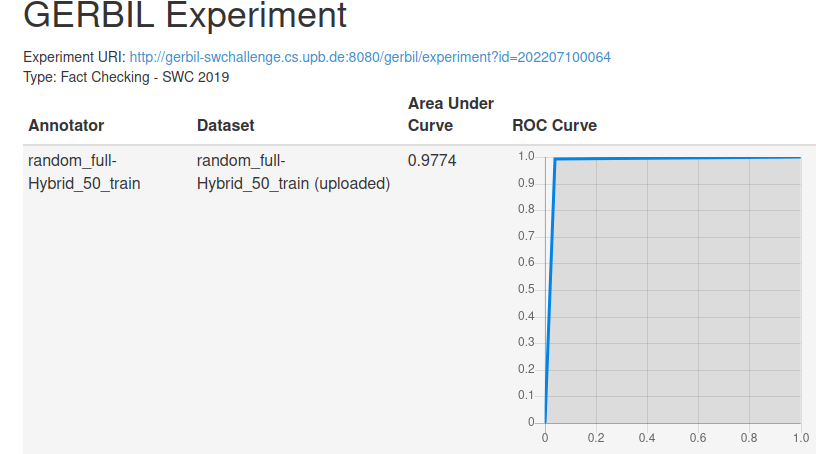 GERBIL Experiment
Experiment URI: http://gerbil-swchallenge.cs.upb.de:8080/gerbil/experiment?id=202207100064
Type: Fact Checking - SWC 2019
Annotator Dataset Area Under Curve ROC Curve
random_full-
Hybrid_50_train
random_full-
Hybrid_50_train (uploaded)
0.9774
1.0
0.9
0.8
0.7
0.6
0.5
0.4
0.3
0.2
0.1
0
0 0.2 0.4 0.6 0.8 1.0